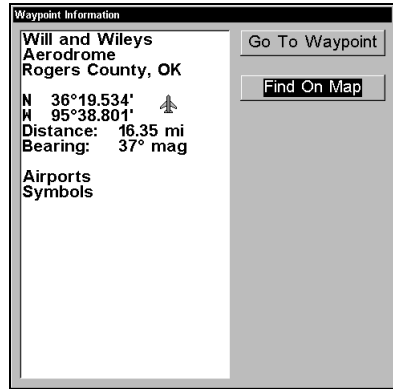 Waypoint Information
Will and Wileys
Aerodrome
Rogers County, OK
N 36°19.534'
W 95°38.801'
Distance: 16.35 mi
Bearing: 37° mag
Airports
Symbols
Go To Waypoint
Find On Map